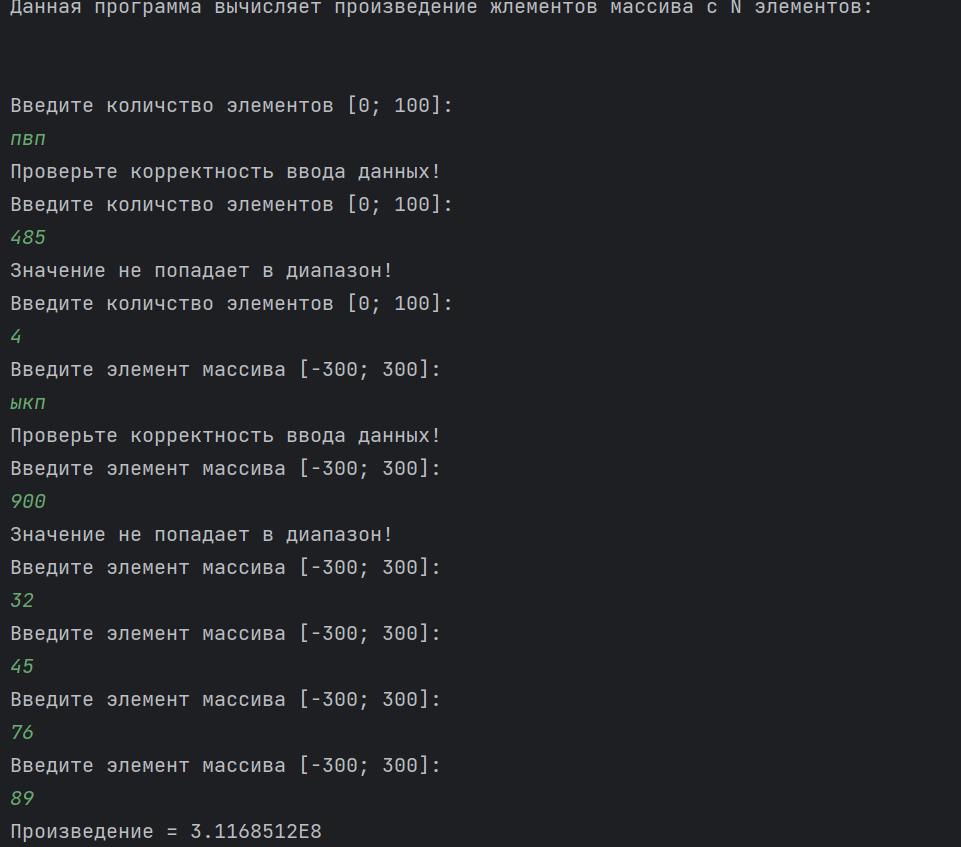 Данная программа вычисляет произведение жлементов массива с N элементов:
Введите количство элементов [0; 100]:
пвп
Проверьте корректность ввода данных!
Введите количство элементов [0; 100]:
485
Значение не попадает в диапазон!
Введите количство элементов [0; 100]:
4
Введите элемент массива [-300; 300]:
ыкп
Проверьте корректность ввода данных!
Введите элемент массива [-300; 300]:
900
Значение не попадает в диапазон!
Введите элемент массива [-300; 300]:
32
Введите элемент массива [-300; 300]:
45
Введите элемент массива [-300; 300]:
76
Введите элемент массива [-300; 300]:
89
Произведение = 3.1168512E8